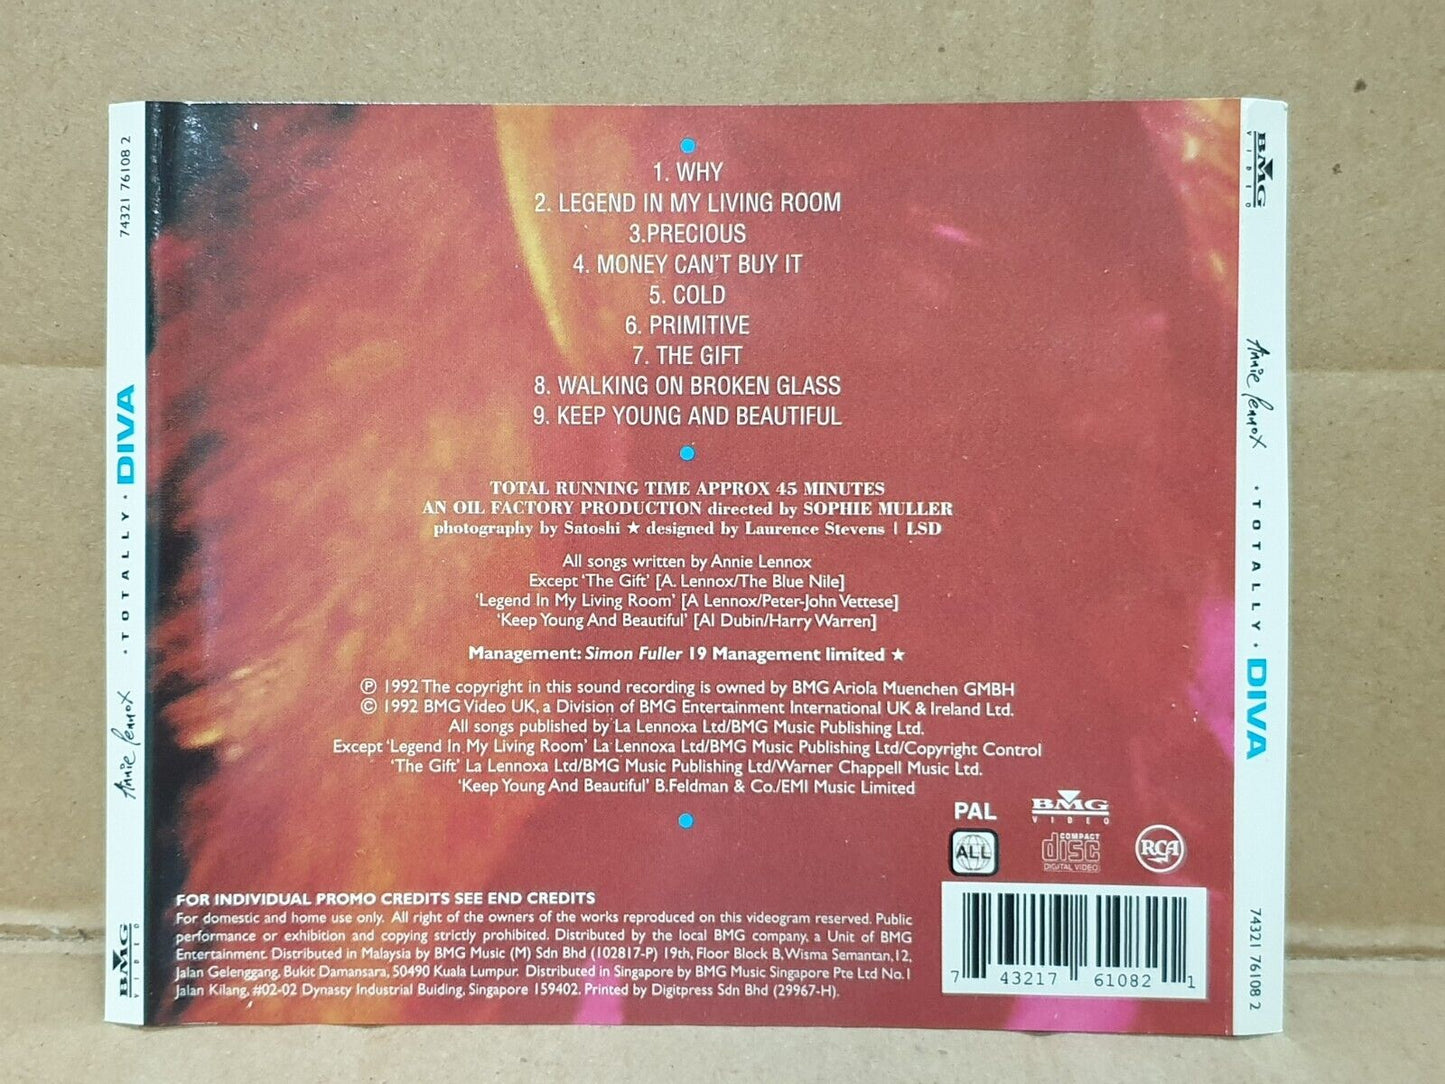 74321 76108 2
Annie Lennox · TOTALLY · DIVA
BMG
VIDEO
1. WHY
2. LEGEND IN MY LIVING ROOM
3.PRECIOUS
4. MONEY CAN'T BUY IT
5. COLD
6. PRIMITIVE
7. THE GIFT
8. WALKING ON BROKEN GLASS
9. KEEP YOUNG AND BEAUTIFUL
TOTAL RUNNING TIME APPROX 45 MINUTES
AN OIL FACTORY PRODUCTION directed by SOPHIE MULLER
photography by Satoshi ★ designed by Laurence Stevens | LSD
All songs written by Annie Lennox
Except 'The Gift' [A. Lennox/The Blue Nile]
'Legend In My Living Room' [A Lennox/Peter-John Vettese]
'Keep Young And Beautiful' [Al Dubin/Harry Warren]
Management: Simon Fuller 19 Management limited ★
℗ 1992 The copyright in this sound recording is owned by BMG Ariola Muenchen GMBH
© 1992 BMG Video UK, a Division of BMG Entertainment International UK & Ireland Ltd.
All songs published by La Lennoxa Ltd/BMG Music Publishing Ltd.
Except 'Legend In My Living Room' La Lennoxa Ltd/BMG Music Publishing Ltd/Copyright Control
'The Gift' La Lennoxa Ltd/BMG Music Publishing Ltd/Warner Chappell Music Ltd.
'Keep Young And Beautiful' B.Feldman & Co./EMI Music Limited
PAL
ALL
BMG
VIDEO
COMPACT
disc
DIGITAL VIDEO
RCA
FOR INDIVIDUAL PROMO CREDITS SEE END CREDITS
For domestic and home use only. All right of the owners of the works reproduced on this videogram reserved. Public
performance or exhibition and copying strictly prohibited. Distributed by the local BMG company, a Unit of BMG
Entertainment. Distributed in Malaysia by BMG Music (M) Sdn Bhd (102817-P) 19th, Floor Block B, Wisma Semantan,12,
Jalan Gelenggang, Bukit Damansara, 50490 Kuala Lumpur. Distributed in Singapore by BMG Music Singapore Pte Ltd No.1
Jalan Kilang, #02-02 Dynasty Industrial Buiding, Singapore 159402. Printed by Digitpress Sdn Bhd (29967-H).
7 43217 61082 1
BMG
VIDEO
Annie Lennox · TOTALLY · DIVA
74321 76108 2